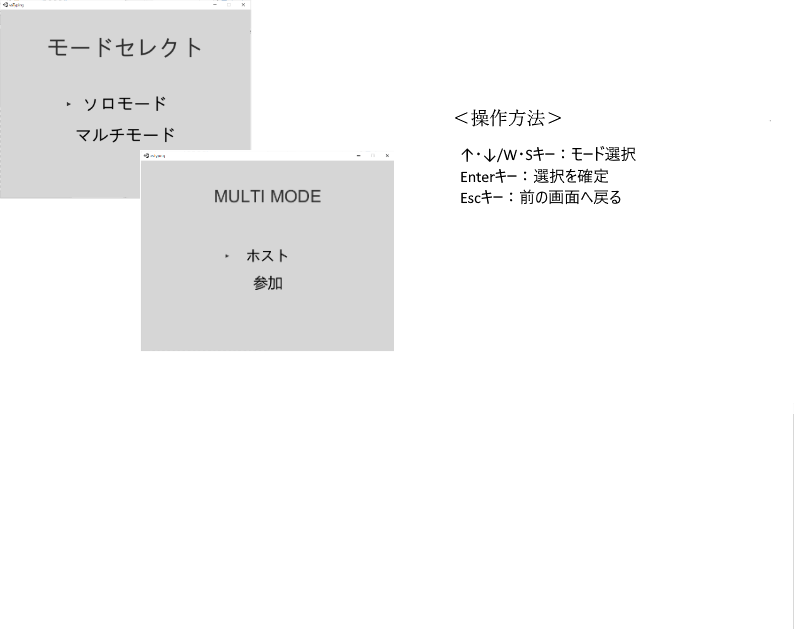 モードセレクト
ソロモード
マルチモード
MULTI MODE
ホスト
参加
＜操作方法＞
↑・↓/W・Sキー：モード選択
Enterキー：選択を確定
Escキー：前の画面へ戻る